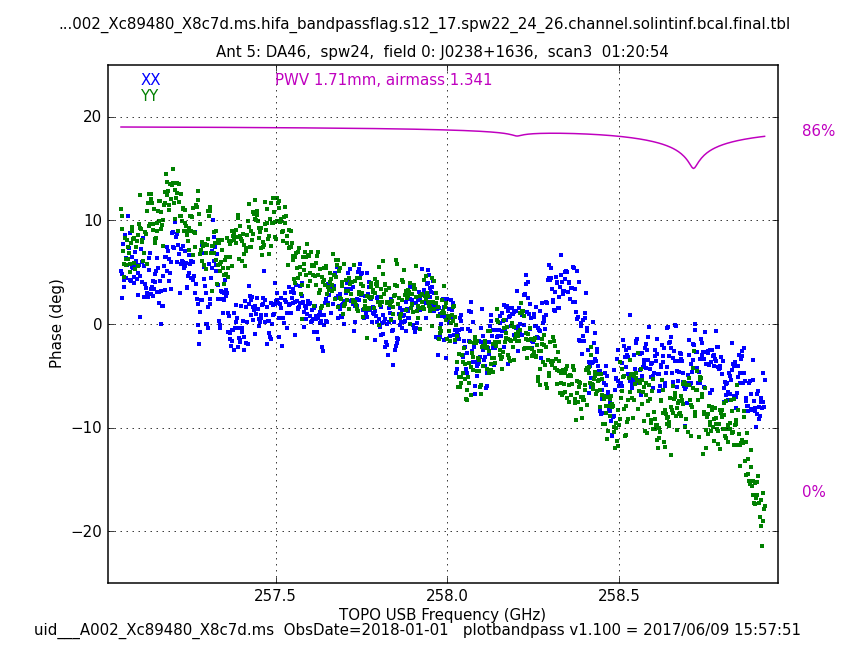 ...002_Xc89480_X8c7d.ms.hifa_bandpassflag.s12_17.spw22_24_26.channel.solintinf.bcal.final.tbl
Ant 5: DA46,  spw24,  field 0: J0238+1636,  scan3  01:20:54
XX
PWV 1.71mm, airmass 1.341
YY
20
86%
10
0
Phase (deg)
−10
0%
−20
257.5
258.0
258.5
TOPO USB Frequency (GHz)
uid___A002_Xc89480_X8c7d.ms  ObsDate=2018-01-01   plotbandpass v1.100 = 2017/06/09 15:57:51